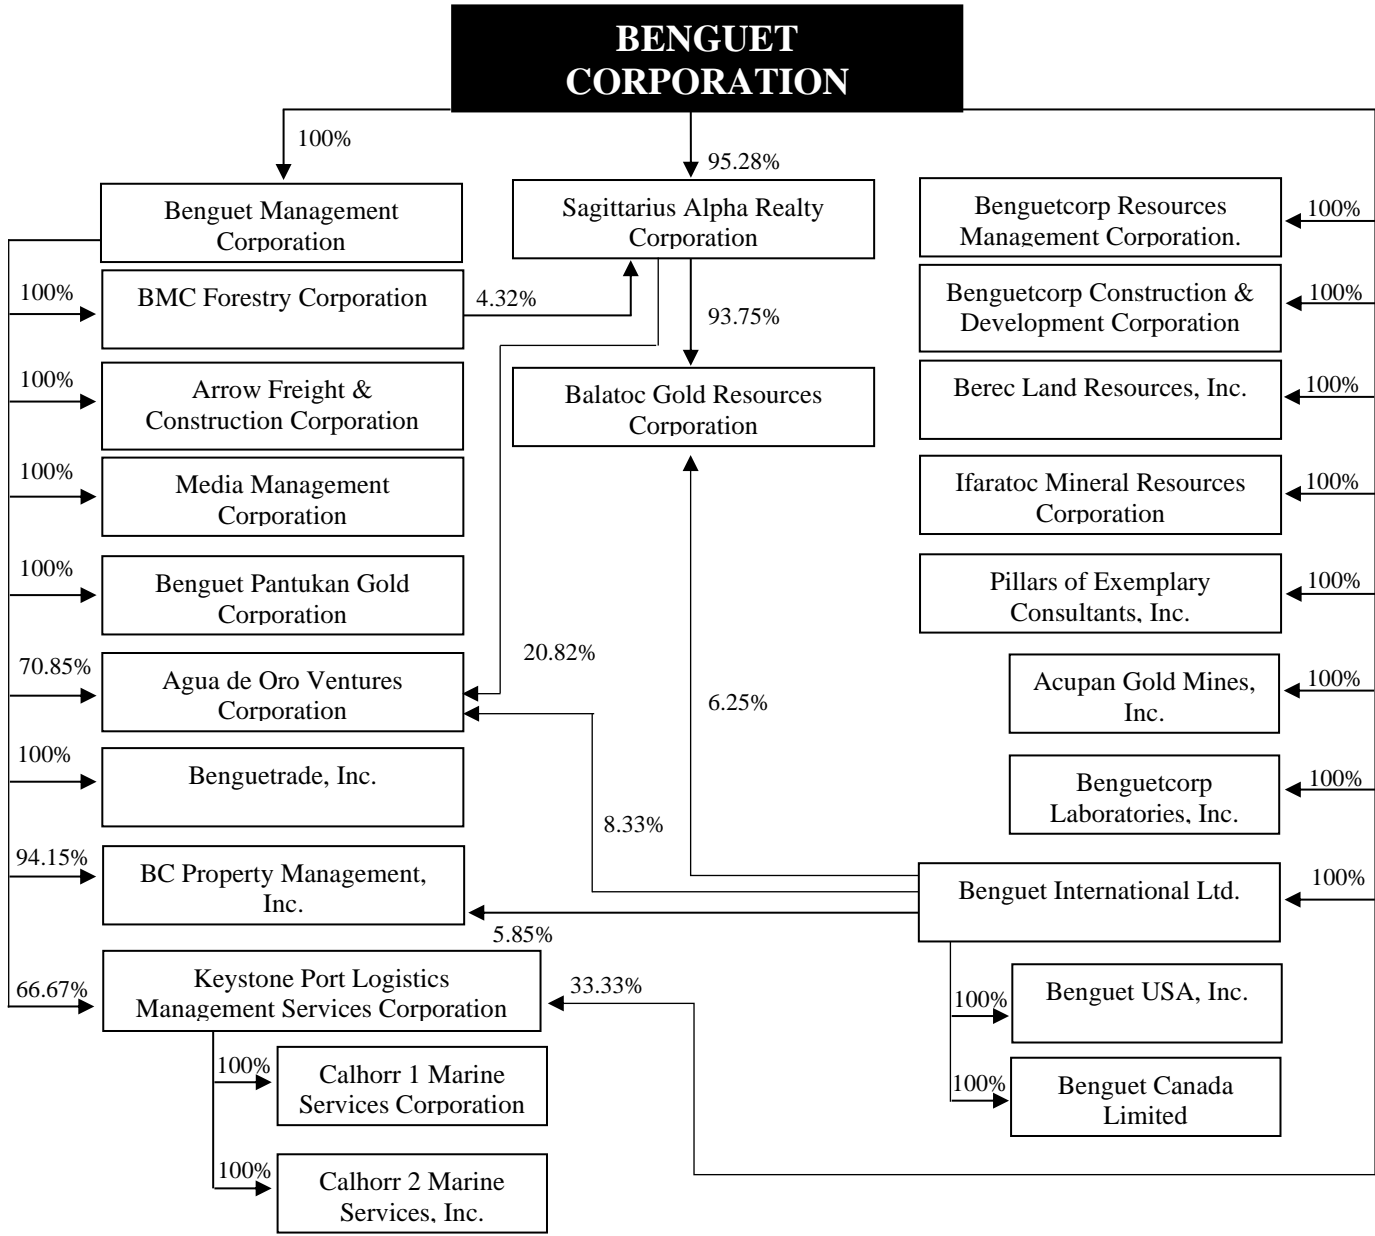 BENGUET
CORPORATION
100%
95.28%
Benguet Management
Corporation
Sagittarius Alpha Realty
Corporation
Benguetcorp Resources
Management Corporation.
100%
100%
BMC Forestry Corporation
4.32%
93.75%
Benguetcorp Construction &
Development Corporation
100%
100%
Arrow Freight &
Construction Corporation
Balatoc Gold Resources
Corporation
Berec Land Resources, Inc.
100%
100%
Media Management
Corporation
Ifaratoc Mineral Resources
Corporation
100%
100%
Benguet Pantukan Gold
Corporation
Pillars of Exemplary
Consultants, Inc.
100%
70.85%
Agua de Oro Ventures
Corporation
20.82%
6.25%
Acupan Gold Mines,
Inc.
100%
100%
Benguetrade, Inc.
8.33%
Benguetcorp
Laboratories, Inc.
100%
94.15%
BC Property Management,
Inc.
5.85%
Benguet International Ltd.
100%
66.67%
Keystone Port Logistics
Management Services Corporation
33.33%
100%
Benguet USA, Inc.
100%
Calhorr 1 Marine
Services Corporation
100%
Benguet Canada
Limited
100%
Calhorr 2 Marine
Services, Inc.